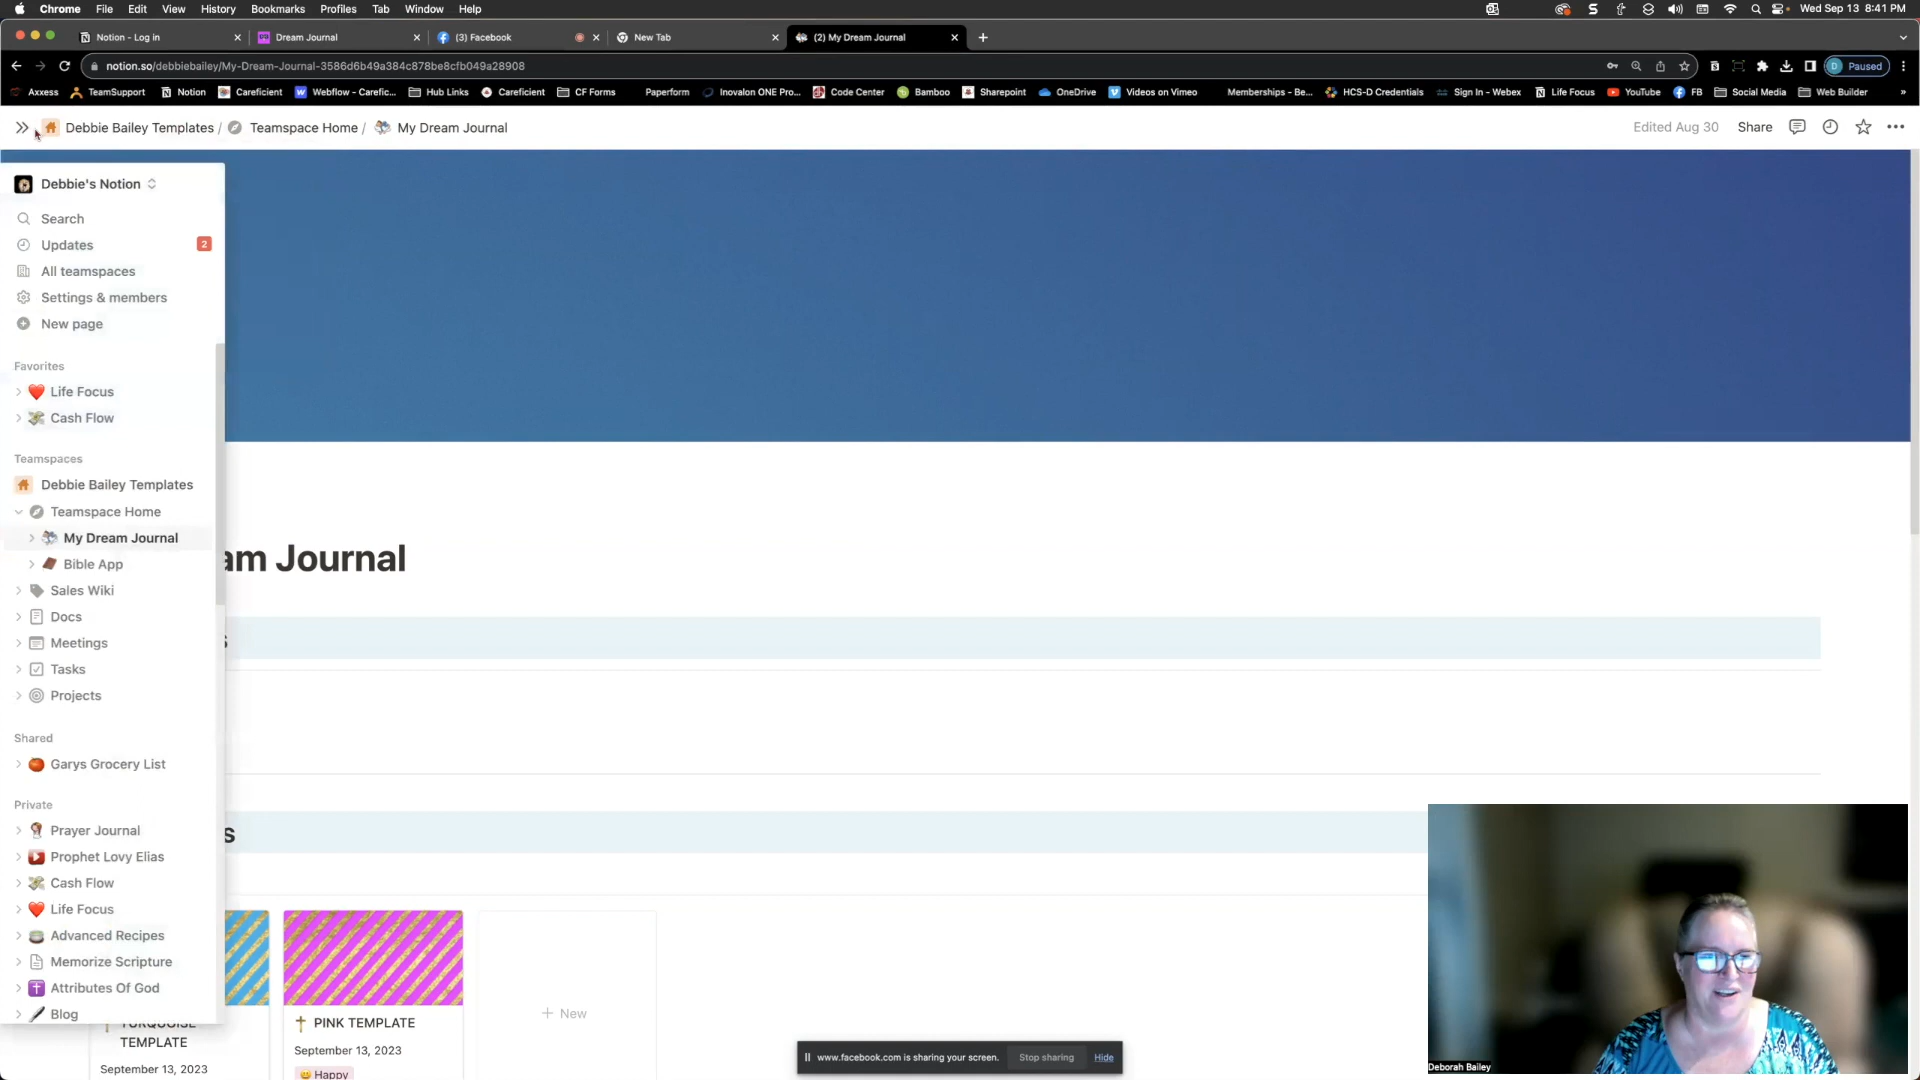 Chrome File Edit View History Bookmarks Profiles Tab Window Help Wed Sep 13 8:41 PM
Notion - Log in Dream Journal (3) Facebook New Tab (2) My Dream Journal
notion.so/debbiebailey/My-Dream-Journal-3586d6b49a384c878be8cfb049a28908 D Paused
Axxess TeamSupport Notion Careficient Webflow - Carefic... Hub Links Careficient CF Forms Paperform Inovalon ONE Pro... Code Center Bamboo Sharepoint OneDrive Videos on Vimeo Memberships - Be... HCS-D Credentials Sign In - Webex Life Focus YouTube FB Social Media Web Builder »
Debbie Bailey Templates / Teamspace Home / My Dream Journal Edited Aug 30 Share
Debbie's Notion
Search
Updates 2
All teamspaces
Settings & members
New page
Favorites
Life Focus
Cash Flow
Teamspaces
Debbie Bailey Templates
Teamspace Home
My Dream Journal
Bible App
Sales Wiki
Docs
Meetings
Tasks
Projects
Shared
Garys Grocery List
Private
Prayer Journal
Prophet Lovy Elias
Cash Flow
Life Focus
Advanced Recipes
Memorize Scripture
Attributes Of God
Blog
am Journal
s
s
TURQUOISE
TEMPLATE
September 13, 2023
PINK TEMPLATE
September 13, 2023
Happy
+ New
www.facebook.com is sharing your screen. Stop sharing Hide
Deborah Bailey